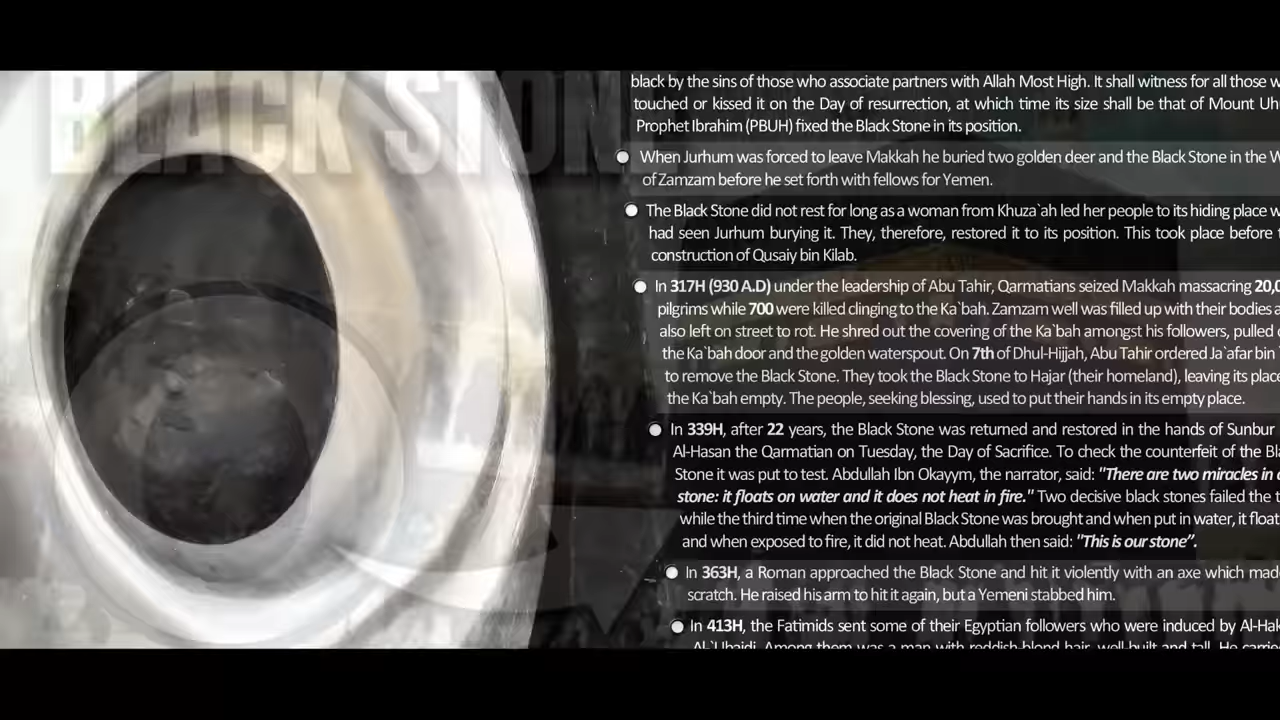 BLACK STON
black by the sins of those who associate partners with Allah Most High. It shall witness for all those
touched or kissed it on the Day of resurrection, at which time its size shall be that of Mount
Prophet Ibrahim (PBUH) fixed the Black Stone in its position.
When Jurhum was forced to leave Makkah he buried two golden deer and the Black Stone in the
of Zamzam before he set forth with fellows for Yemen.
The Black Stone did not rest for long as a woman from Khuza`ah led her people to its hiding place
had seen Jurhum burying it. They, therefore, restored it to its position. This took place before
construction of Qusaiy bin Kilab.
In 317H (930 A.D) under the leadership of Abu Tahir, Qarmatians seized Makkah massacring
pilgrims while 700 were killed clinging to the Ka`bah. Zamzam well was filled up with their bodies
also left on street to rot. He shred out the covering of the Ka`bah amongst his followers, pulled
the Ka`bah door and the golden waterspout. On 7th of Dhul-Hijjah, Abu Tahir ordered Ja`afar bin
to remove the Black Stone. They took the Black Stone to Hajar (their homeland), leaving its place
the Ka`bah empty. The people, seeking blessing, used to put their hands in its empty place.
In 339H, after 22 years, the Black Stone was returned and restored in the hands of Sunbur
Al-Hasan the Qarmatian on Tuesday, the Day of Sacrifice. To check the counterfeit of the
Stone it was put to test. Abdullah Ibn Okayym, the narrator, said: "There are two miracles in
stone: it floats on water and it does not heat in fire." Two decisive black stones failed the
while the third time when the original Black Stone was brought and when put in water, it float
and when exposed to fire, it did not heat. Abdullah then said: "This is our stone”.
In 363H, a Roman approached the Black Stone and hit it violently with an axe which made
scratch. He raised his arm to hit it again, but a Yemeni stabbed him.
In 413H, the Fatimids sent some of their Egyptian followers who were induced by
Al-`Ubaidi. Among them was a man with reddish-blond hair, well-built and tall. He